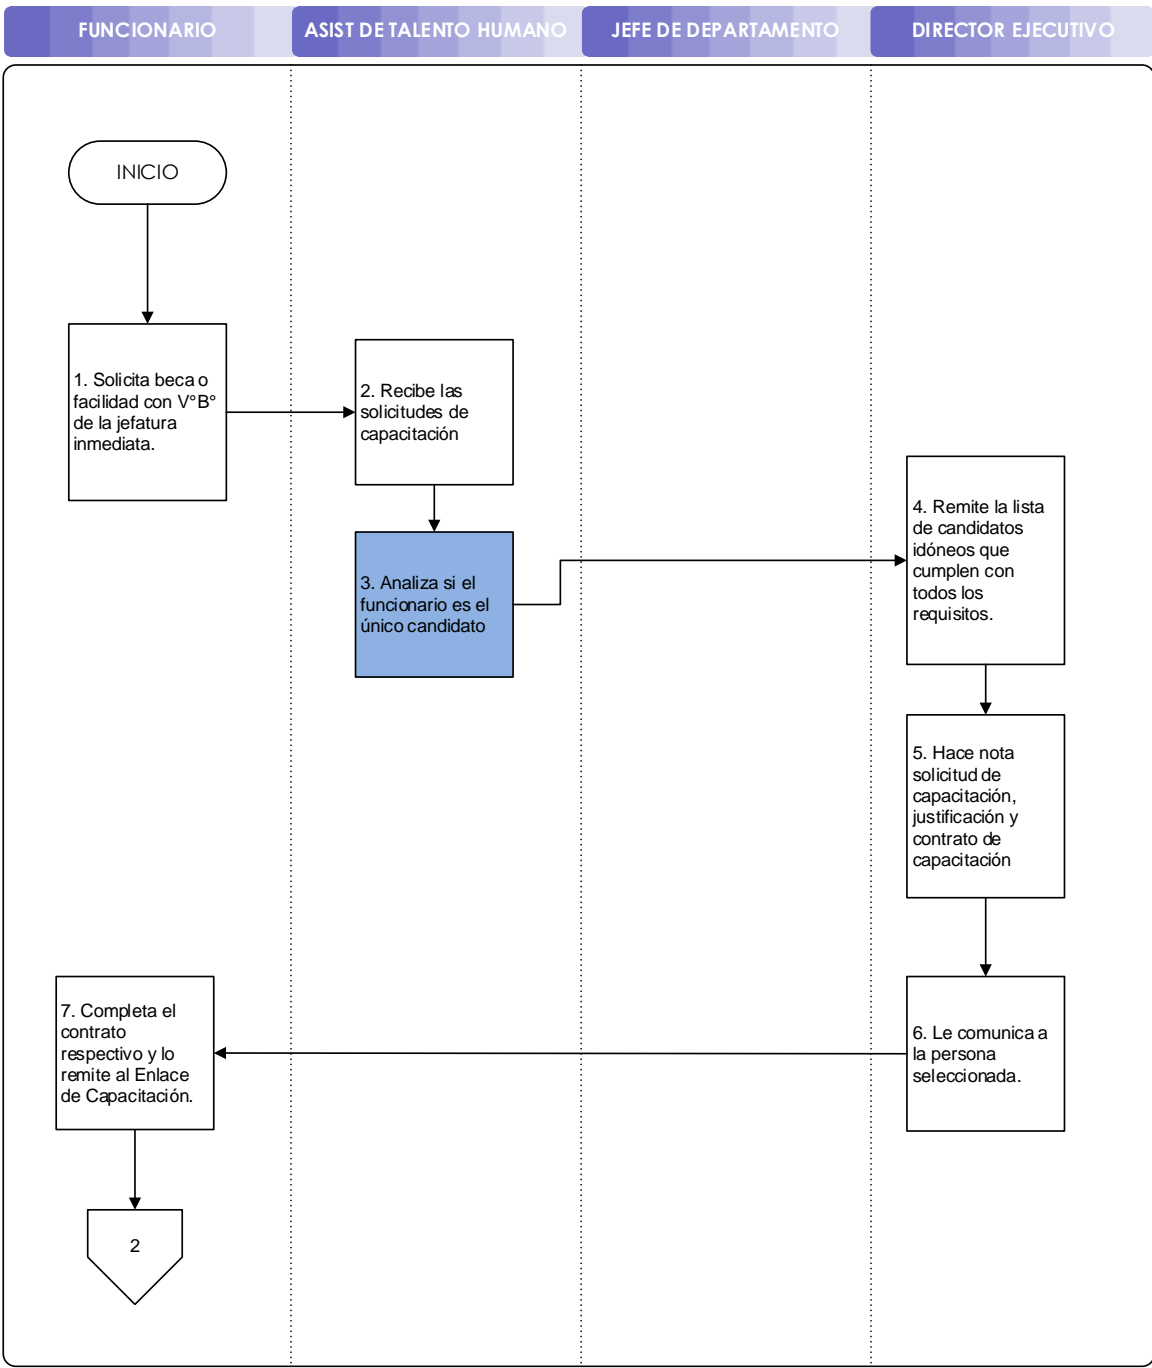 FUNCIONARIO
ASIST DE TALENTO HUMANO
JEFE DE DEPARTAMENTO
DIRECTOR EJECUTIVO
INICIO
1. Solicita beca o
facilidad con V°B°
de la jefatura
inmediata.
2. Recibe las
solicitudes de
capacitación
3. Analiza si el
funcionario es el
único candidato
4. Remite la lista
de candidatos
idóneos que
cumplen con
todos los
requisitos.
5. Hace nota
solicitud de
capacitación,
justificación y
contrato de
capacitación
6. Le comunica a
la persona
seleccionada.
7. Completa el
contrato
respectivo y lo
remite al Enlace
de Capacitación.
2